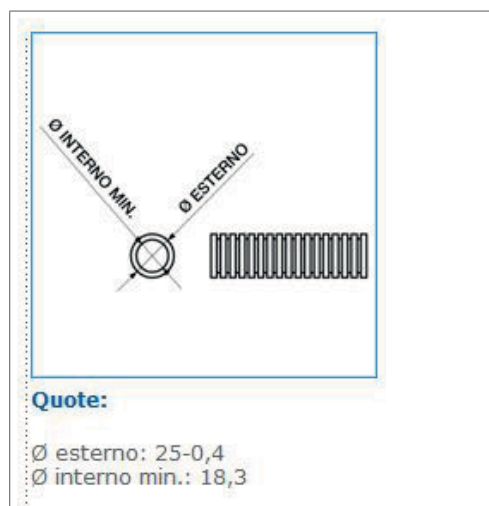 Ø INTERNO MIN.
Ø ESTERNO
Quote:
Ø esterno: 25-0,4
Ø interno min.: 18,3